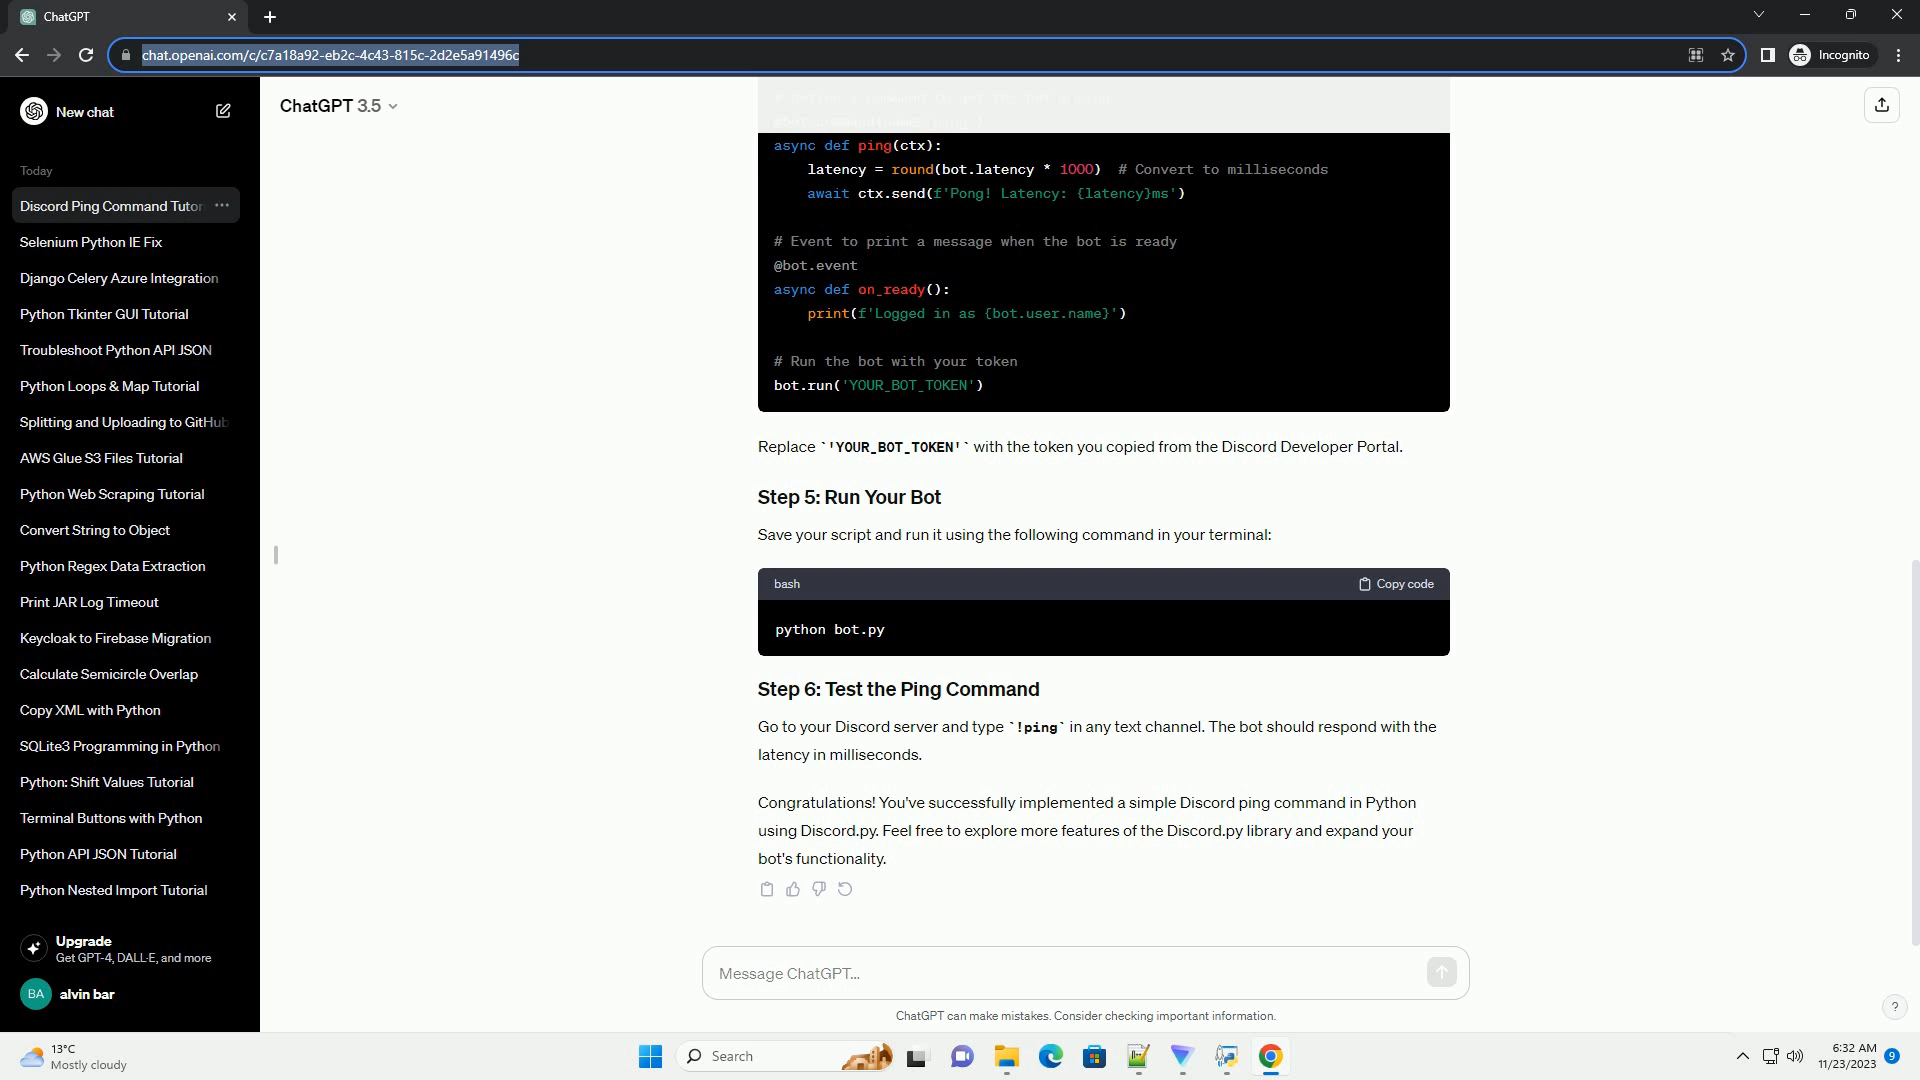 ChatGPT
chat.openai.com/c/c7a18a92-eb2c-4c43-815c-2d2e5a91496c
Incognito
New chat
ChatGPT 3.5
Today
Discord Ping Command Tutor
Selenium Python IE Fix
Django Celery Azure Integration
Python Tkinter GUI Tutorial
Troubleshoot Python API JSON
Python Loops & Map Tutorial
Splitting and Uploading to GitHub
AWS Glue S3 Files Tutorial
Python Web Scraping Tutorial
Convert String to Object
Python Regex Data Extraction
Print JAR Log Timeout
Keycloak to Firebase Migration
Calculate Semicircle Overlap
Copy XML with Python
SQLite3 Programming in Python
Python: Shift Values Tutorial
Terminal Buttons with Python
Python API JSON Tutorial
Python Nested Import Tutorial
Upgrade
Get GPT-4, DALL·E, and more
BA alvin bar
async def ping(ctx):
latency = round(bot.latency * 1000) # Convert to milliseconds
await ctx.send(f'Pong! Latency: {latency}ms')
# Event to print a message when the bot is ready
@bot.event
async def on_ready():
print(f'Logged in as {bot.user.name}')
# Run the bot with your token
bot.run('YOUR_BOT_TOKEN')
Replace `'YOUR_BOT_TOKEN'` with the token you copied from the Discord Developer Portal.
Step 5: Run Your Bot
Save your script and run it using the following command in your terminal:
bash
Copy code
python bot.py
Step 6: Test the Ping Command
Go to your Discord server and type `!ping` in any text channel. The bot should respond with the
latency in milliseconds.
Congratulations! You've successfully implemented a simple Discord ping command in Python
using Discord.py. Feel free to explore more features of the Discord.py library and expand your
bot's functionality.
Message ChatGPT...
ChatGPT can make mistakes. Consider checking important information.
?
13°C
Mostly cloudy
Search
6:32 AM
11/23/2023
9